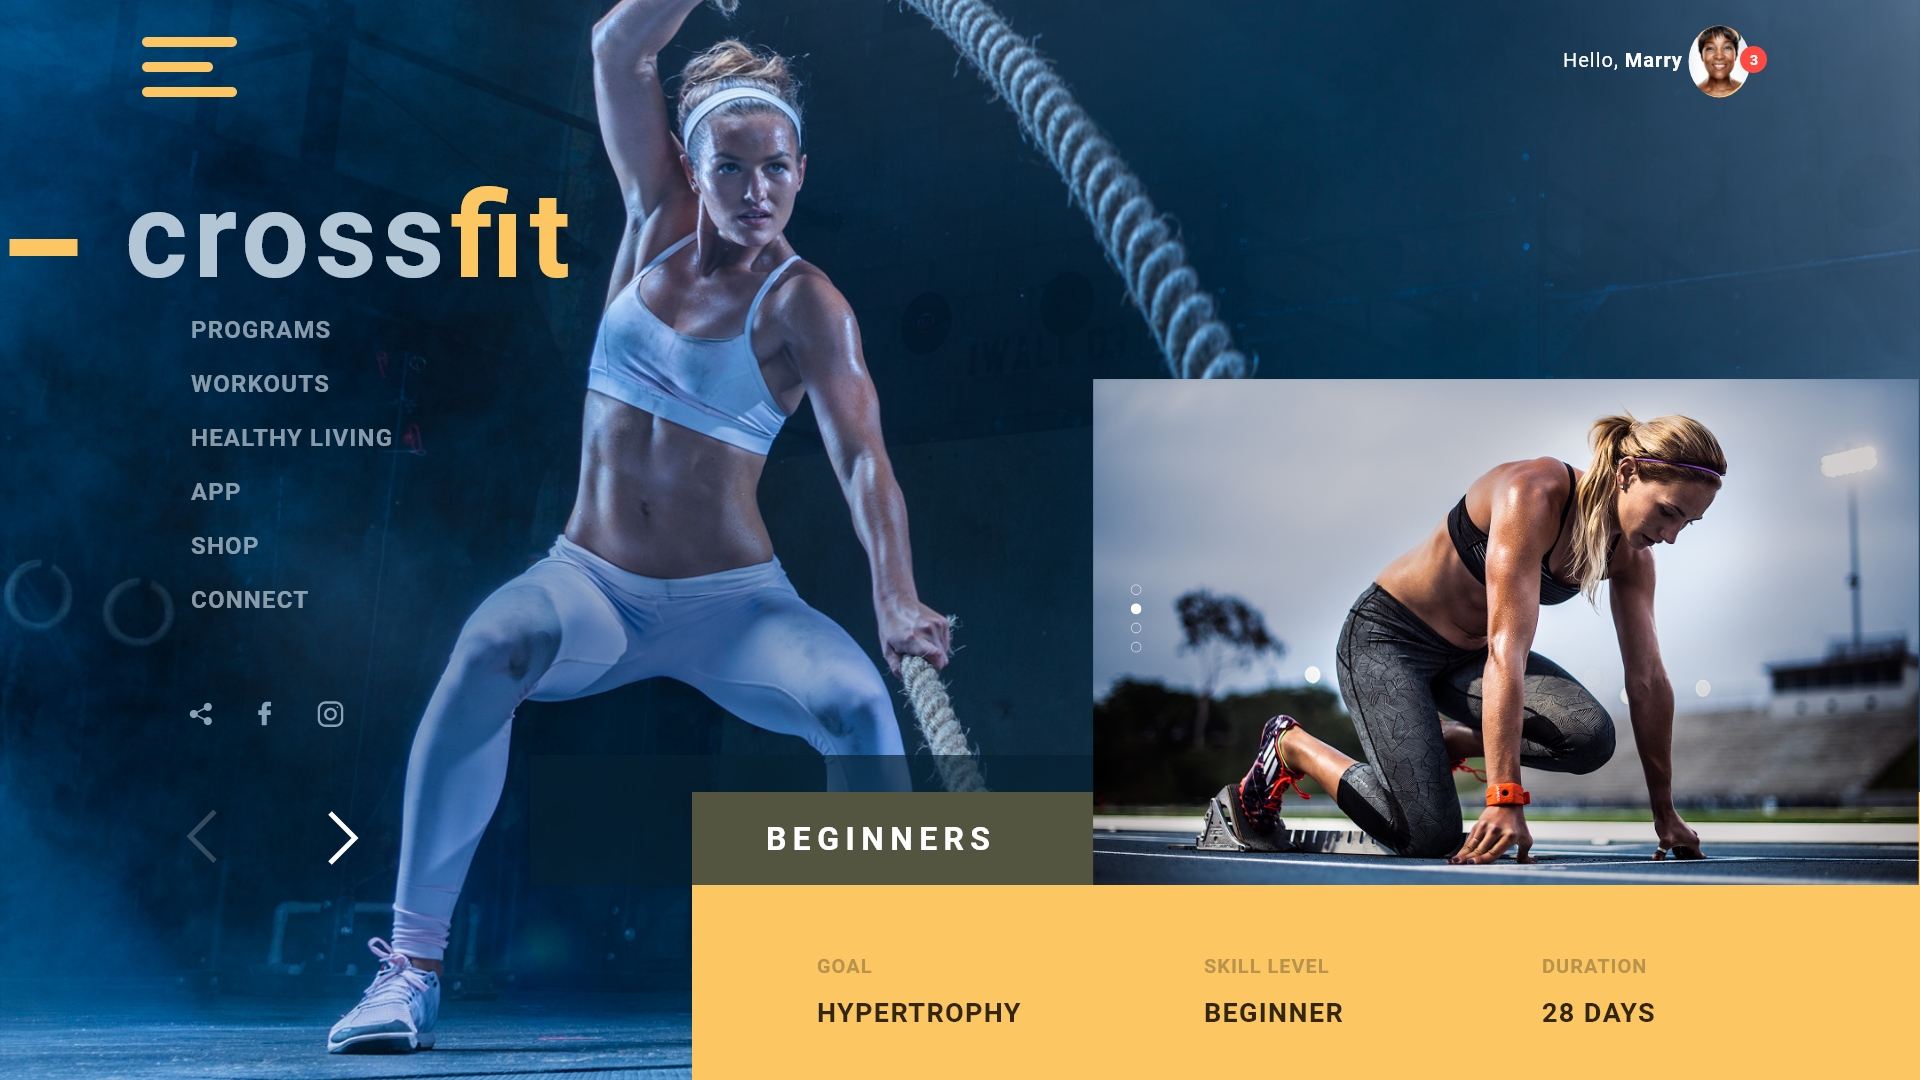 Hello, Marry
3
crossfit
PROGRAMS
WORKOUTS
HEALTHY LIVING
APP
SHOP
CONNECT
BEGINNERS
GOAL
HYPERTROPHY
SKILL LEVEL
BEGINNER
DURATION
28 DAYS